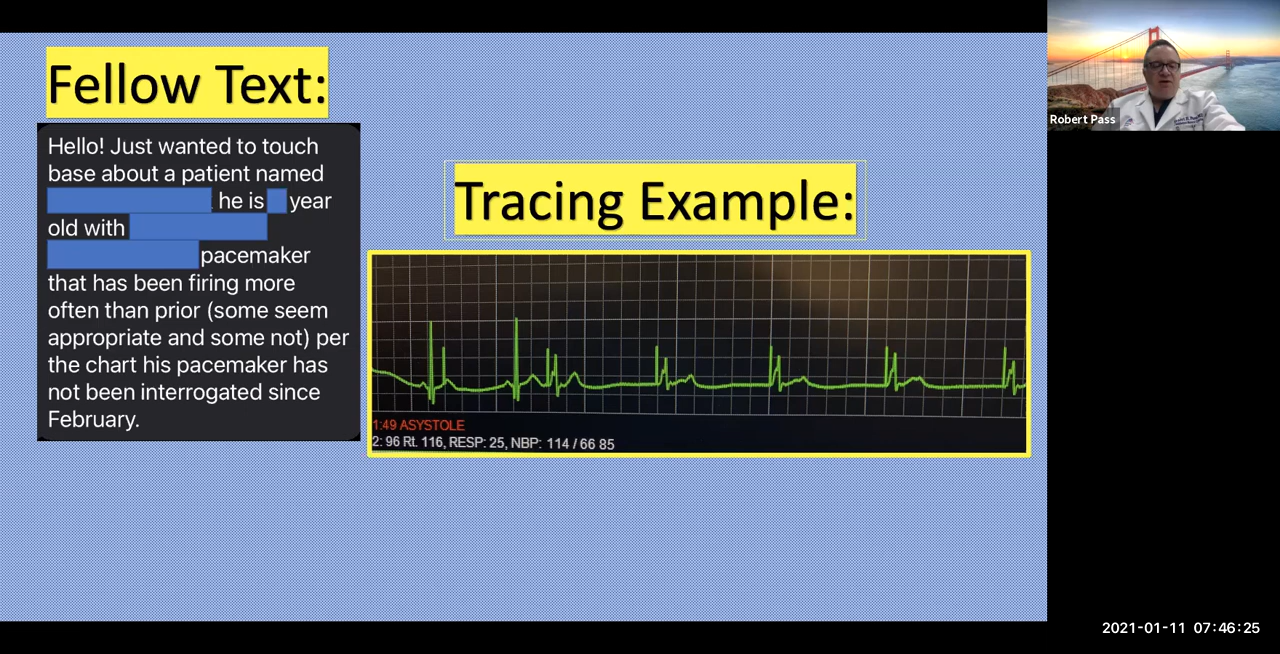 Fellow Text:
Hello! Just wanted to touch
base about a patient named
he is year
old with
pacemaker
that has been firing more
often than prior (some seem
appropriate and some not) per
the chart his pacemaker has
not been interrogated since
February.
Tracing Example:
1:49 ASYSTOLE
2: 96 Rt. 116, RESP: 25, NBP: 114 / 66 85
Robert Pass
2021-01-11 07:46:25